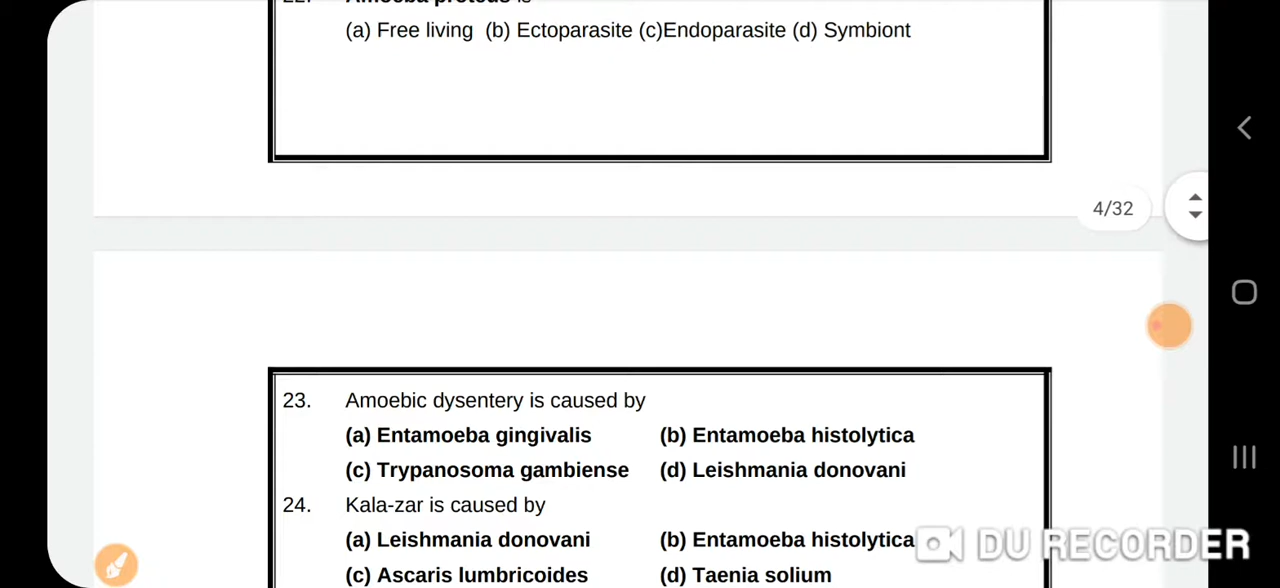 (a) Free living (b) Ectoparasite (c)Endoparasite (d) Symbiont
4/32
23. Amoebic dysentery is caused by
(a) Entamoeba gingivalis (b) Entamoeba histolytica
(c) Trypanosoma gambiense (d) Leishmania donovani
24. Kala-zar is caused by
(a) Leishmania donovani (b) Entamoeba histolytica
DU RECORDER
(c) Ascaris lumbricoides (d) Taenia solium